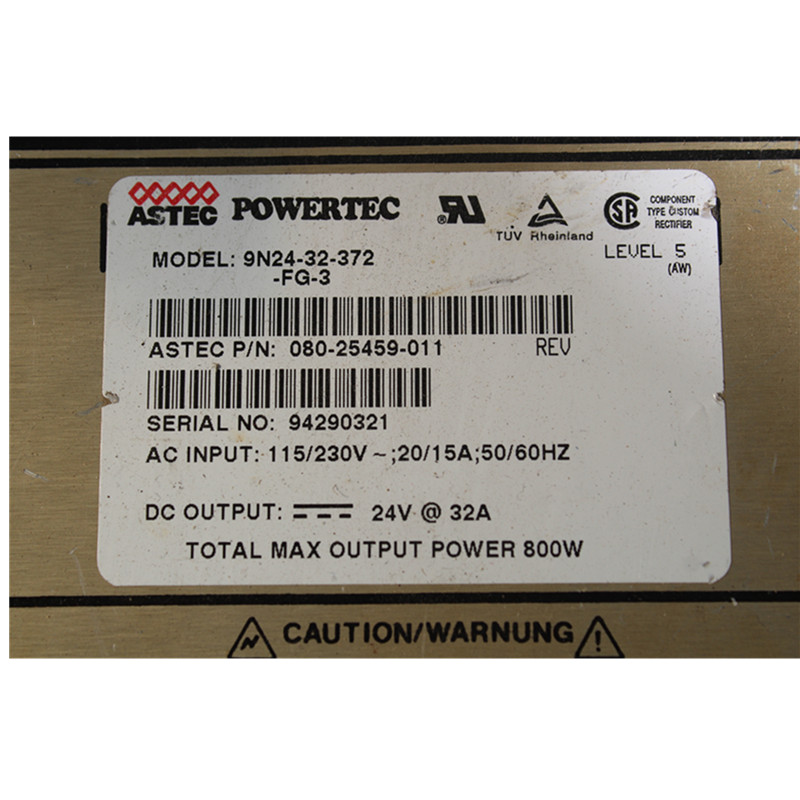 ASTEC POWERTEC
TÜV Rheinland
COMPONENT
TYPE CUSTOM
RECTIFIER
LEVEL 5
(AW)
MODEL: 9N24-32-372
-FG-3
ASTEC P/N: 080-25459-011 REV
SERIAL NO: 94290321
AC INPUT: 115/230V ~;20/15A;50/60HZ
DC OUTPUT: 24V @ 32A
TOTAL MAX OUTPUT POWER 800W
CAUTION/WARNUNG